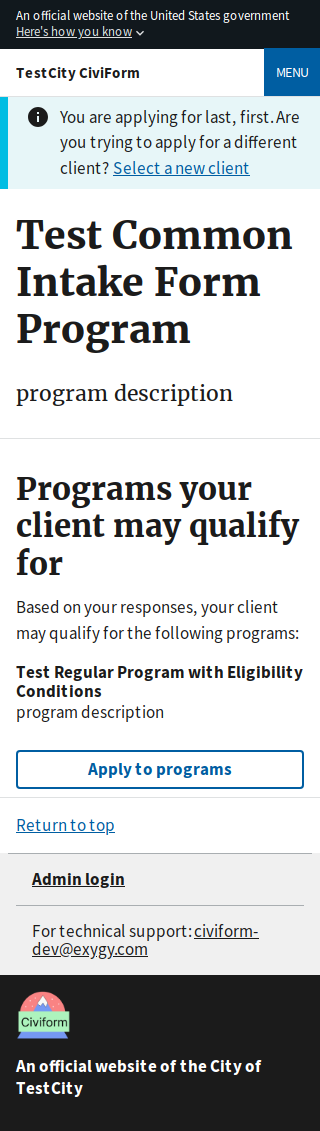 An official website of the United States government
Here's how you know
TestCity CiviForm
MENU
You are applying for last, first. Are
you trying to apply for a different
client? Select a new client
Test Common
Intake Form
Program
program description
Programs your
client may qualify
for
Based on your responses, your client
may qualify for the following programs:
Test Regular Program with Eligibility
Conditions
program description
Apply to programs
Return to top
Admin login
For technical support: civiform-
dev@exygy.com
Civiform
An official website of the City of
TestCity